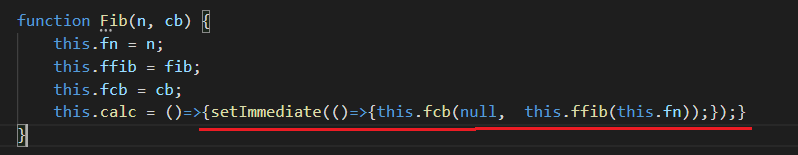 function Fib(n, cb) {
    this.fn = n;
    this.ffib = fib;
    this.fcb = cb;
    this.calc = ()=>{setImmediate(()=>{this.fcb(null,  this.ffib(this.fn));});}
}